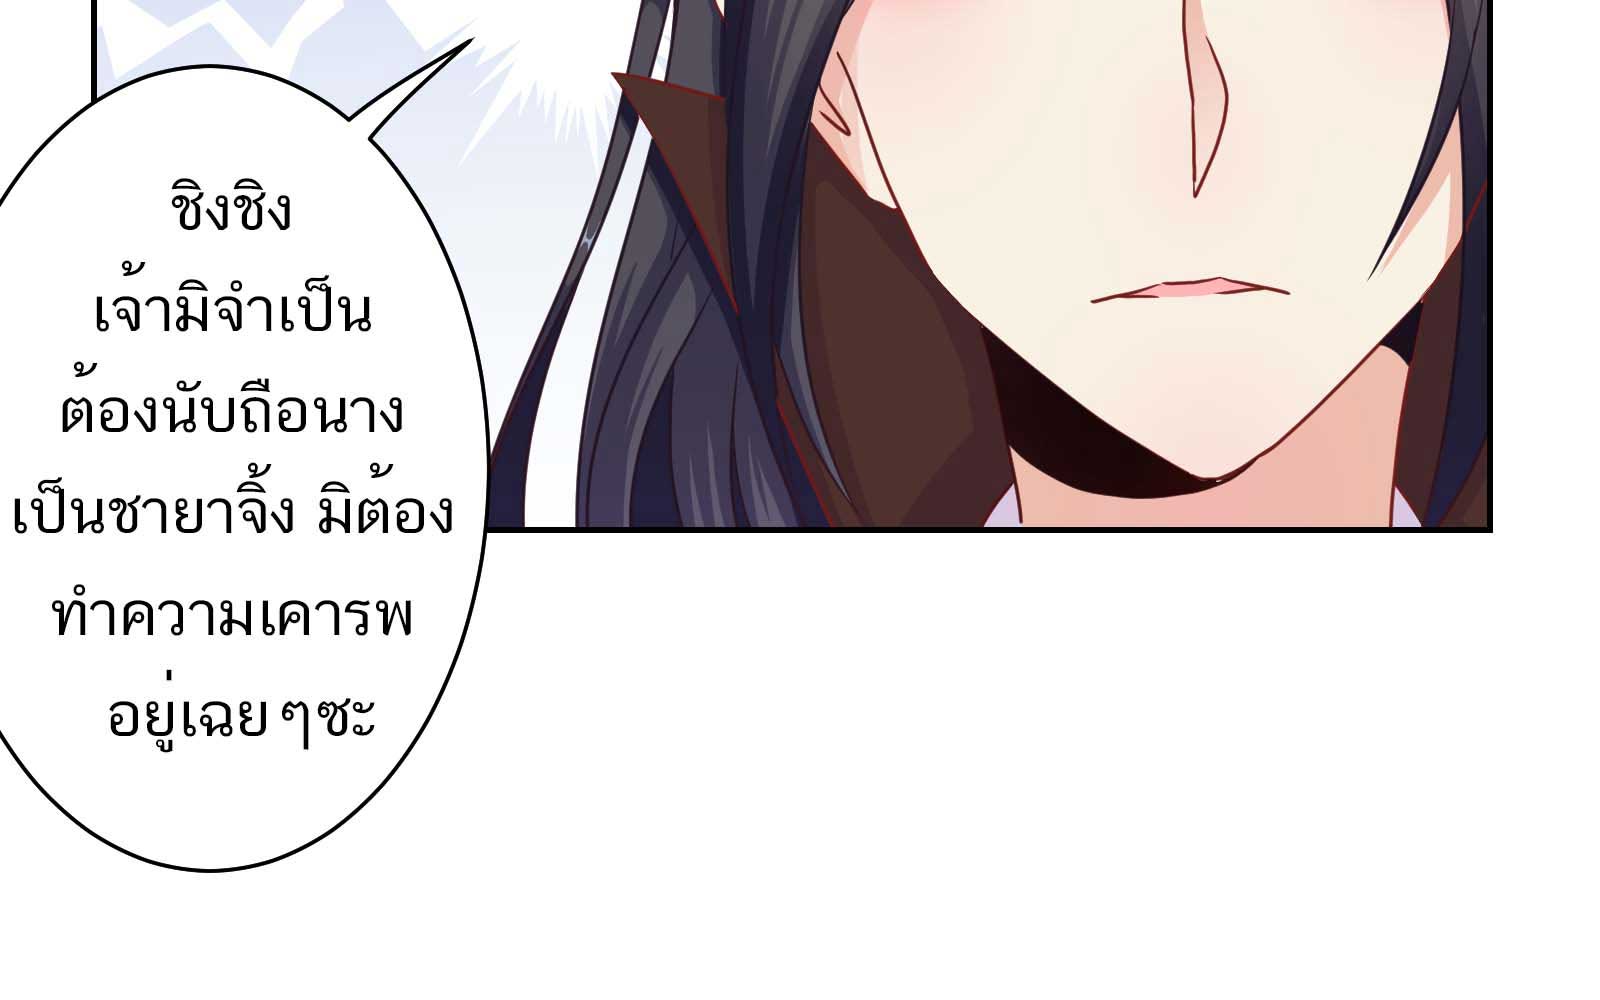 ชิงชิง
เจ้ามิจำเป็น
ต้องนับถือนาง
เป็นชายาจิ้ง มิต้อง
ทำความเคารพ
อยู่เฉยๆซะ